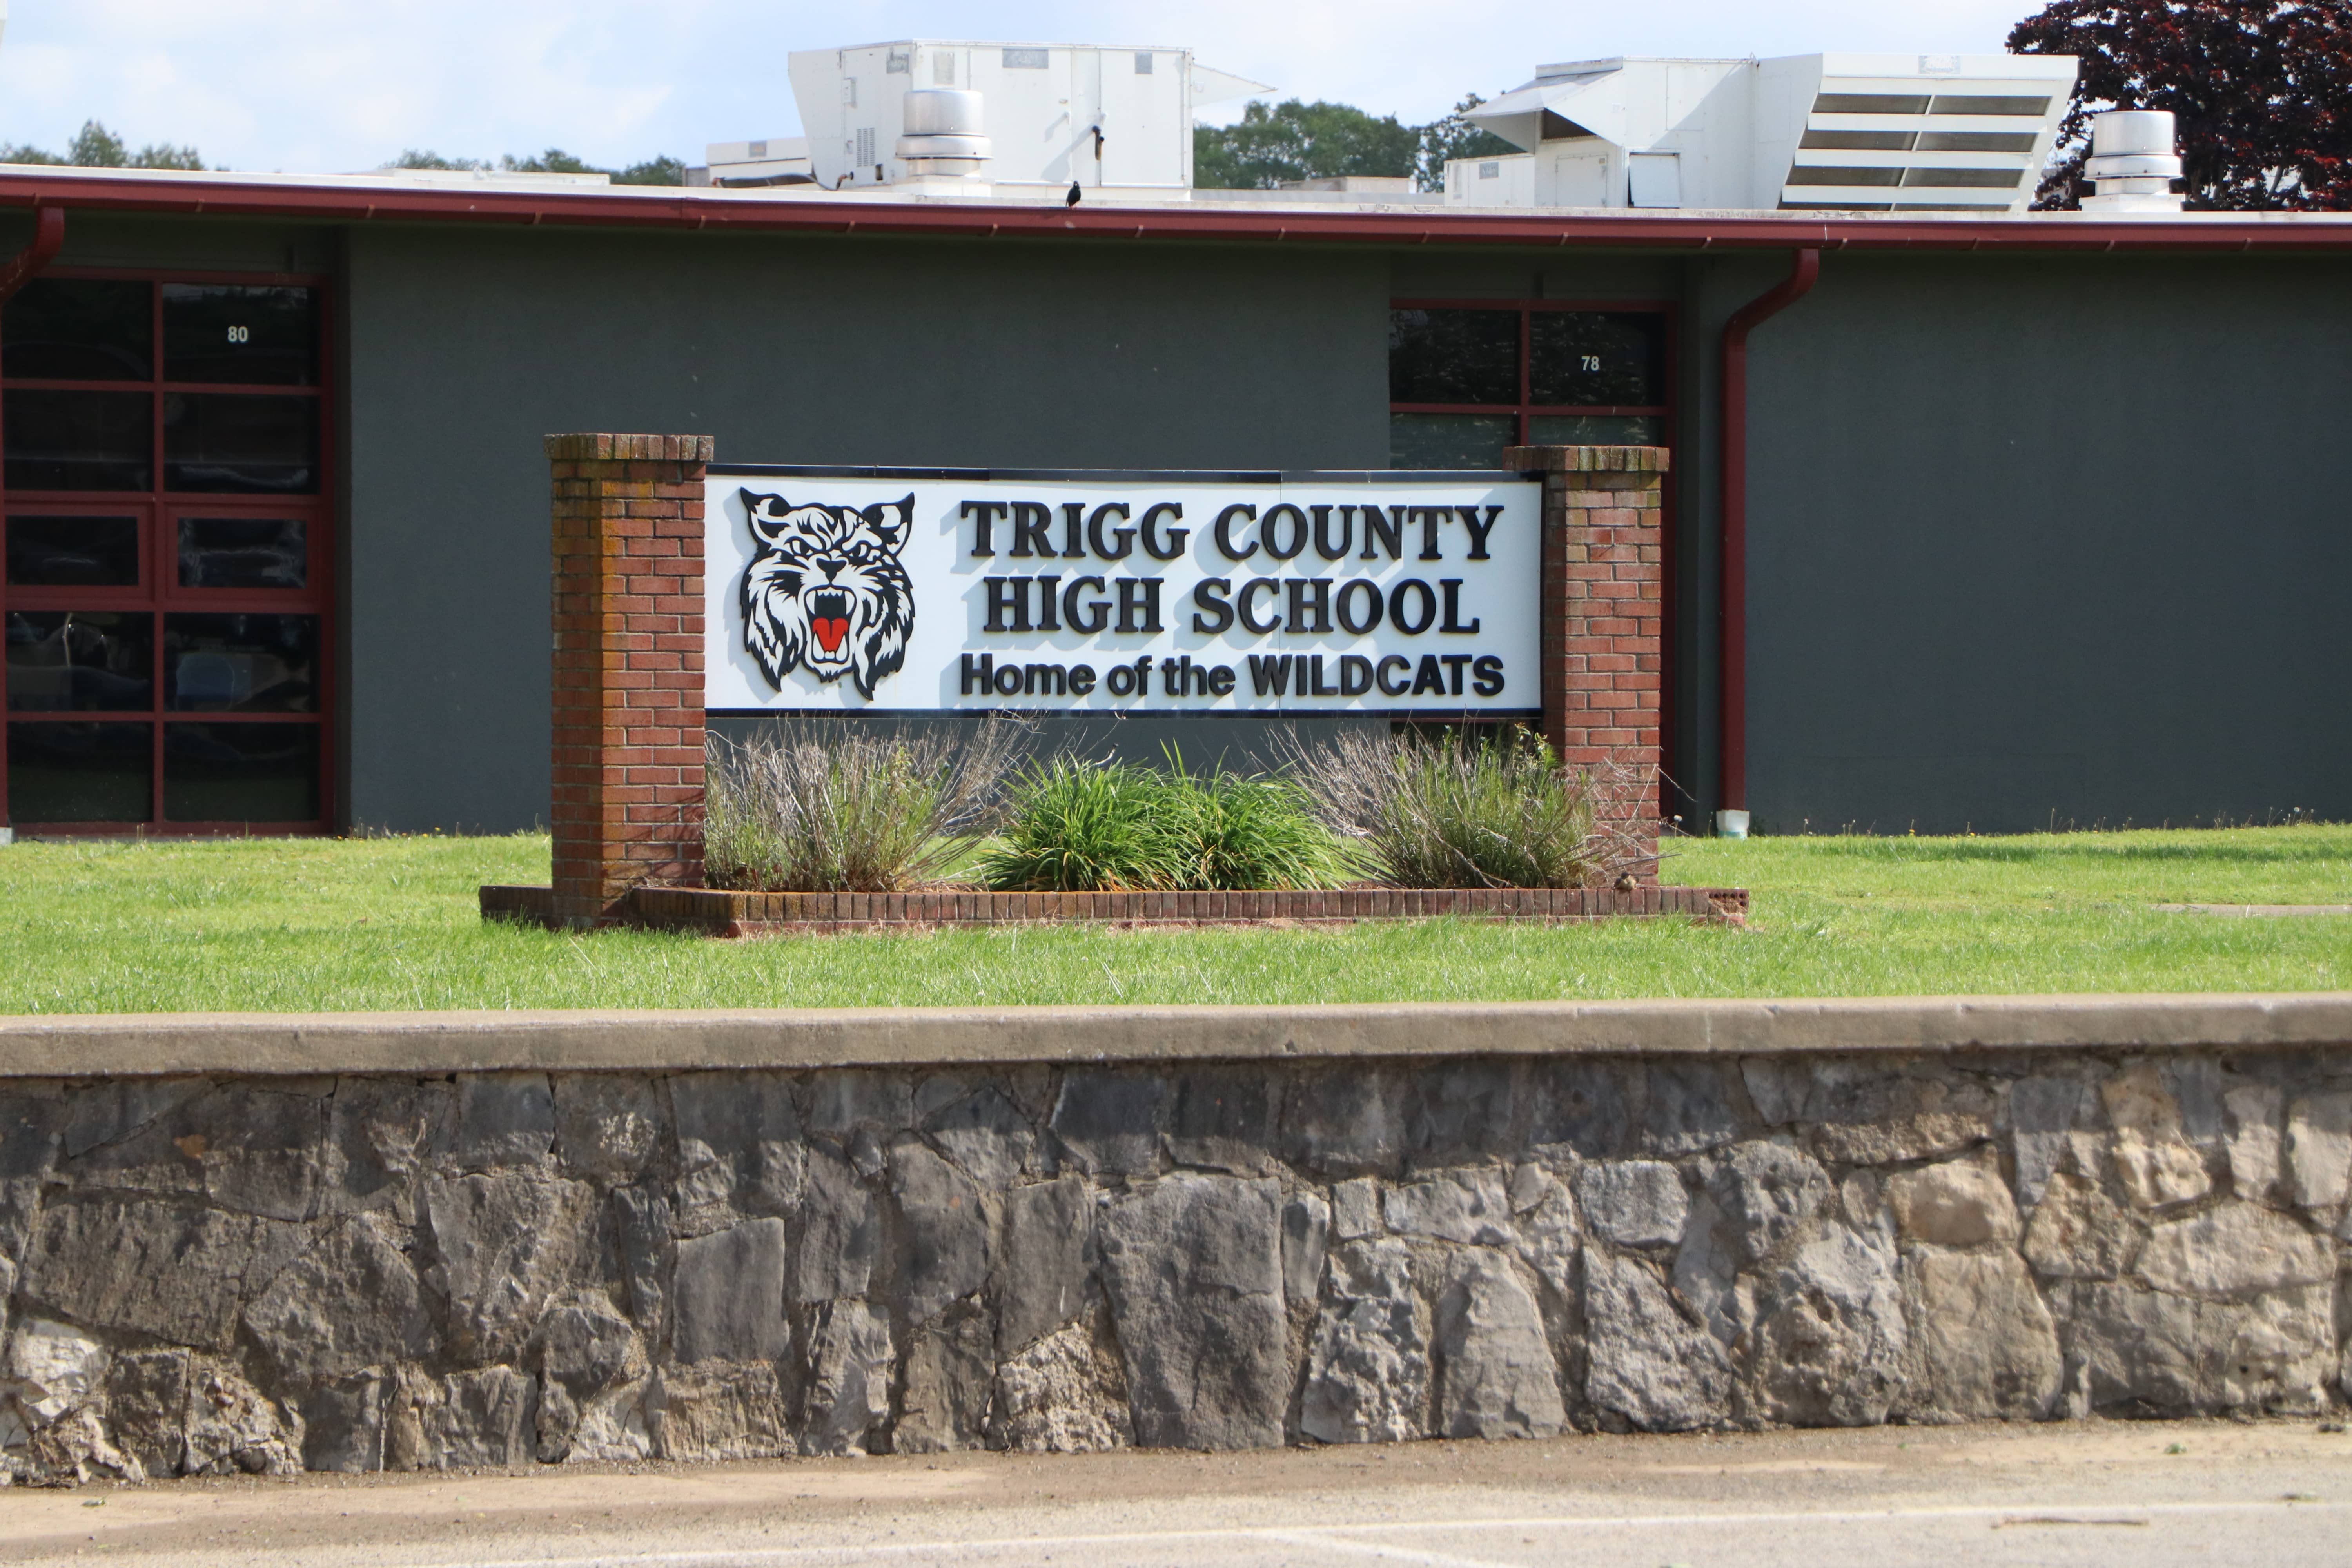 80
78
TRIGG COUNTY
HIGH SCHOOL
Home of the WILDCATS